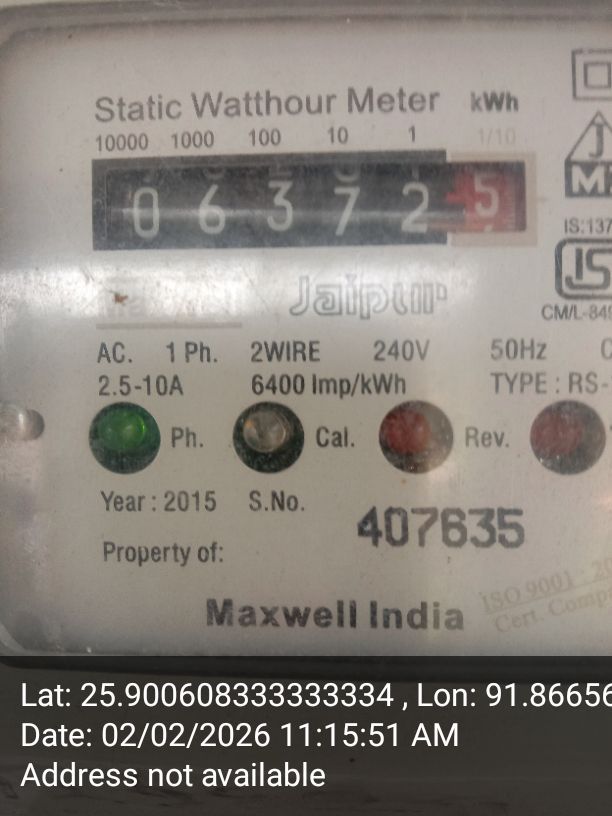 Static Watthour Meter kWh
10000 1000 100 10 1 1/10
0 6 3 7 2 5
M
IS:137
Jaipur
CM/L-84
AC. 1 Ph. 2WIRE 240V 50Hz C
2.5-10A 6400 Imp/kWh TYPE : RS-
Ph. Cal. Rev.
Year : 2015 S.No.
407635
Property of:
ISO 9001
Cert. Comp
Maxwell India
Lat: 25.900608333333334 , Lon: 91.86656
Date: 02/02/2026 11:15:51 AM
Address not available